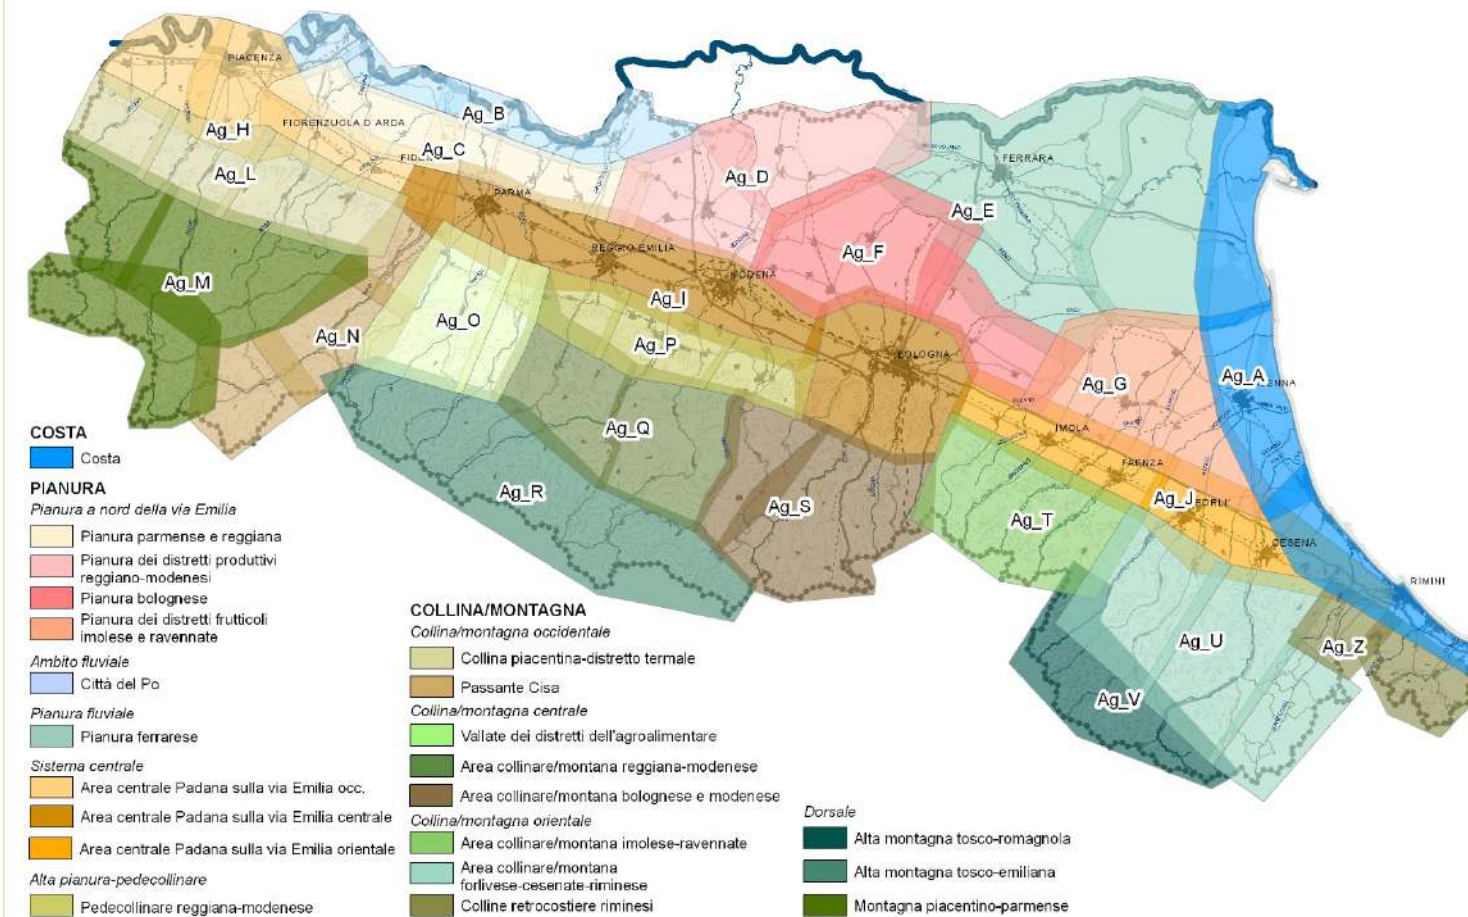 PIACENZA
Ag_B
Ag_H
FIORENZUOLA D'ARDA
Ag_C
Ag_L
PARMA
Ag_D
FERRARA
Ag_E
REGGIO EMILIA
Ag_F
MODENA
Ag_M
Ag_I
Ag_O
Ag_N
Ag_P
BOLOGNA
Ag_G
Ag_A
Ag_Q
IMOLA
FAENZA
Ag_R
Ag_S
Ag_J
FORLI'
Ag_T
CESENA
RIMINI
Ag_U
Ag_Z
Ag_V
COSTA
Costa
PIANURA
Pianura a nord della via Emilia
Pianura parmense e reggiana
Pianura dei distretti produttivi
reggiano-modenesi
Pianura bolognese
Pianura dei distretti frutticoli
imolese e ravennate
Ambito fluviale
Città del Po
Pianura fluviale
Pianura ferrarese
Sistema centrale
Area centrale Padana sulla via Emilia occ.
Area centrale Padana sulla via Emilia centrale
Area centrale Padana sulla via Emilia orientale
Alta pianura-pedecollinare
Pedecollinare reggiana-modenese
COLLINA/MONTAGNA
Collina/montagna occidentale
Collina piacentina-distretto termale
Passante Cisa
Collina/montagna centrale
Vallate dei distretti dell'agroalimentare
Area collinare/montana reggiana-modenese
Area collinare/montana bolognese e modenese
Collina/montagna orientale
Area collinare/montana imolese-ravennate
Area collinare/montana
forlivese-cesenate-riminese
Colline retrocostiere riminesi
Dorsale
Alta montagna tosco-romagnola
Alta montagna tosco-emiliana
Montagna piacentino-parmense